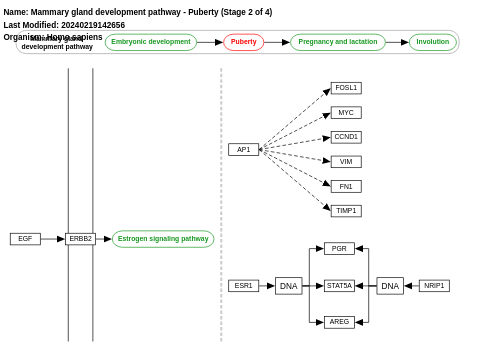 Name: Mammary gland development pathway - Puberty (Stage 2 of 4)
Last Modified: 20240219142656
Organism: Homo sapiens
Mammary gland
development pathway
Embryonic development
Puberty
Pregnancy and lactation
Involution
FOSL1
MYC
CCND1
AP1
VIM
FN1
TIMP1
EGF
ERBB2
Estrogen signaling pathway
PGR
ESR1
DNA
STAT5A
DNA
NRIP1
AREG